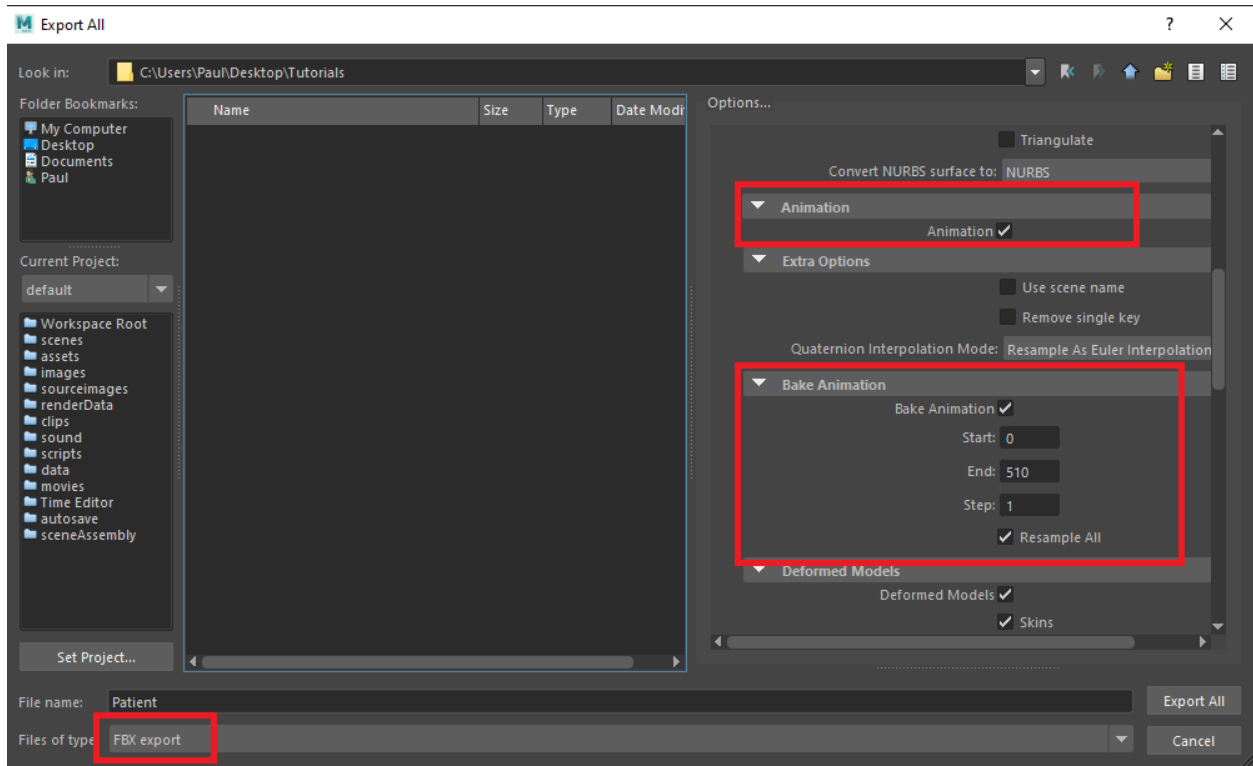 Export All
?
Look in:
C:\Users\Paul\Desktop\Tutorials
Folder Bookmarks:
My Computer
Desktop
Documents
Paul
Current Project:
default
Workspace Root
scenes
assets
images
sourceimages
renderData
clips
sound
scripts
data
movies
Time Editor
autosave
sceneAssembly
Set Project...
Name Size Type Date Modif
Options...
Triangulate
Convert NURBS surface to: NURBS
Animation
Animation
Extra Options
Use scene name
Remove single key
Quaternion Interpolation Mode: Resample As Euler Interpolation
Bake Animation
Bake Animation
Start: 0
End: 510
Step: 1
Resample All
Deformed Models
Deformed Models
Skins
File name: Patient
Export All
Files of type FBX export
Cancel